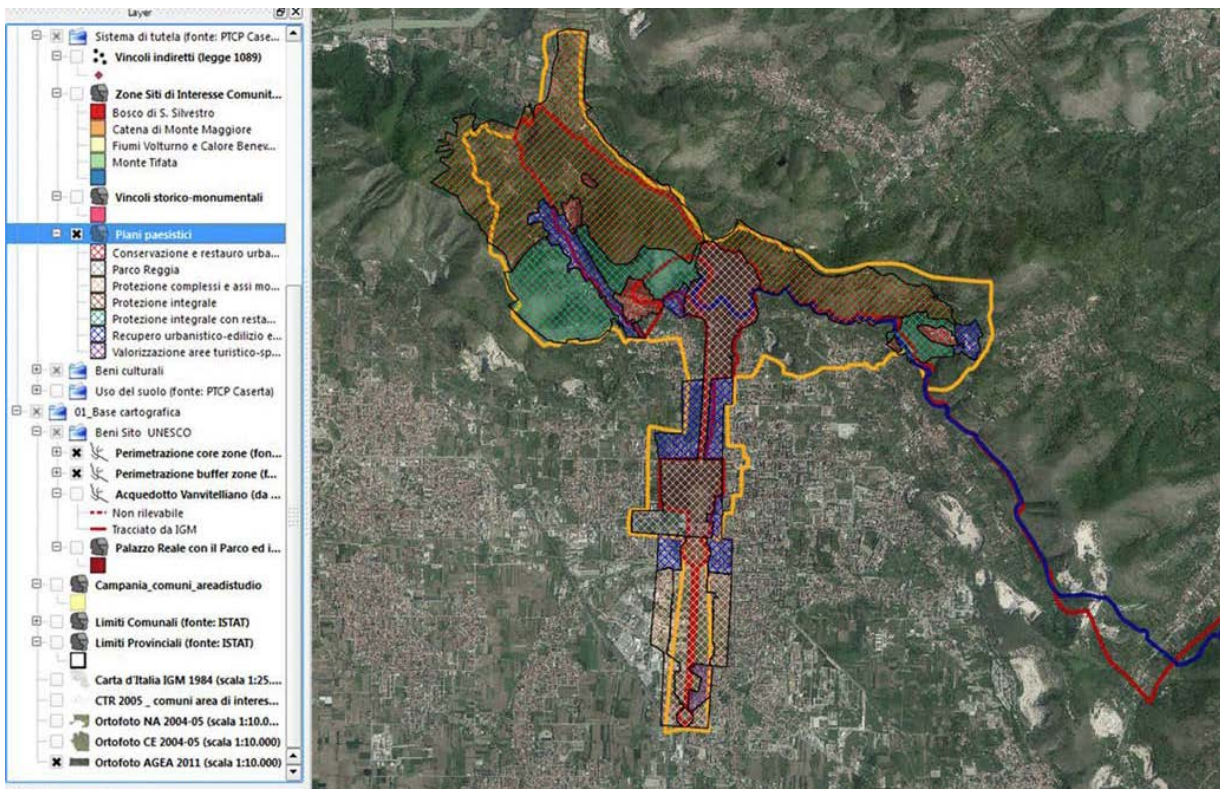 Layer
Sistema di tutela (fonte: PTCP Case...
Vincoli indiretti (legge 1089)
Zone Siti di Interesse Comunit...
Bosco di S. Silvestro
Catena di Monte Maggiore
Fiumi Volturno e Calore Benev...
Monte Tifata
Vincoli storico-monumentali
Piani paesistici
Conservazione e restauro urba...
Parco Reggia
Protezione complessi e assi mo...
Protezione integrale
Protezione integrale con resta...
Recupero urbanistico-edilizio e...
Valorizzazione aree turistico-sp...
Beni culturali
Uso del suolo (fonte: PTCP Caserta)
01_Base cartografica
Beni Sito UNESCO
Perimetrazione core zone (fon...
Perimetrazione buffer zone (f...
Acquedotto Vanvitelliano (da ...
Non rilevabile
Tracciato da IGM
Palazzo Reale con il Parco ed i...
Campania_comuni_areadistudio
Limiti Comunali (fonte: ISTAT)
Limiti Provinciali (fonte: ISTAT)
Carta d'Italia IGM 1984 (scala 1:25....
CTR 2005 _ comuni area di interes...
Ortofoto NA 2004-05 (scala 1:10.0...
Ortofoto CE 2004-05 (scala 1:10.000)
Ortofoto AGEA 2011 (scala 1:10.000)